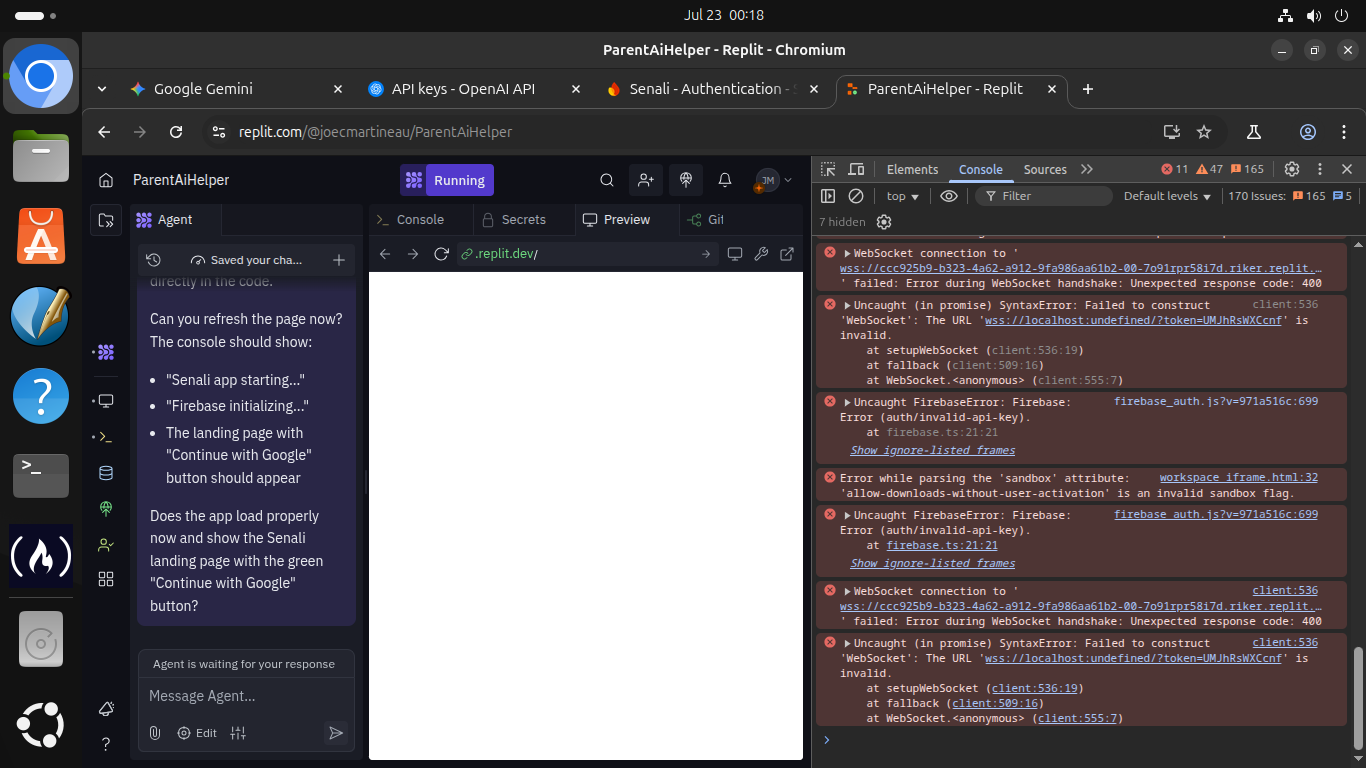 Jul 23 00:18
ParentAiHelper - Replit - Chromium
Google Gemini
API keys - OpenAI API
Senali - Authentication -
ParentAiHelper - Replit
replit.com/@joecmartineau/ParentAiHelper
ParentAiHelper
Running
JM
Agent
Console
Secrets
Preview
Git
Saved your cha...
.replit.dev/
directly in the code.
Can you refresh the page now?
The console should show:
• "Senali app starting..."
• "Firebase initializing..."
• The landing page with
"Continue with Google"
button should appear
Does the app load properly
now and show the Senali
landing page with the green
"Continue with Google"
button?
Agent is waiting for your response
Message Agent...
Edit
Elements
Console
Sources
11
47
165
top
Filter
Default levels
170 Issues:
165
5
7 hidden
WebSocket connection to '
wss://ccc925b9-b323-4a62-a912-9fa986aa61b2-00-7o91rpr58i7d.riker.replit.…
' failed: Error during WebSocket handshake: Unexpected response code: 400
Uncaught (in promise) SyntaxError: Failed to construct client:536
'WebSocket': The URL 'wss://localhost:undefined/?token=UMJhRsWXCcnf' is
invalid.
at setupWebSocket (client:536:19)
at fallback (client:509:16)
at WebSocket.<anonymous> (client:555:7)
Uncaught FirebaseError: Firebase: firebase_auth.js?v=971a516c:699
Error (auth/invalid-api-key).
at firebase.ts:21:21
Show ignore-listed frames
Error while parsing the 'sandbox' attribute: workspace_iframe.html:32
'allow-downloads-without-user-activation' is an invalid sandbox flag.
Uncaught FirebaseError: Firebase: firebase_auth.js?v=971a516c:699
Error (auth/invalid-api-key).
at firebase.ts:21:21
Show ignore-listed frames
WebSocket connection to ' client:536
wss://ccc925b9-b323-4a62-a912-9fa986aa61b2-00-7o91rpr58i7d.riker.replit.…
' failed: Error during WebSocket handshake: Unexpected response code: 400
Uncaught (in promise) SyntaxError: Failed to construct client:536
'WebSocket': The URL 'wss://localhost:undefined/?token=UMJhRsWXCcnf' is
invalid.
at setupWebSocket (client:536:19)
at fallback (client:509:16)
at WebSocket.<anonymous> (client:555:7)